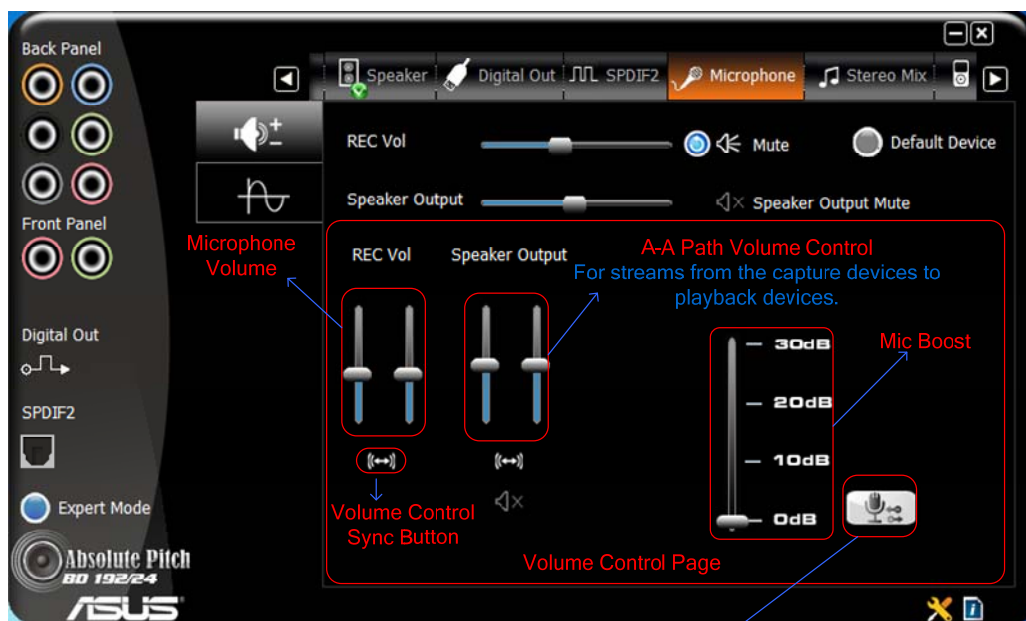 Back Panel
Front Panel
Digital Out
SPDIF2
Expert Mode
Absolute Pitch
BD 192/24
ASUS
Speaker
Digital Out
SPDIF2
Microphone
Stereo Mix
REC Vol
Mute
Default Device
Speaker Output
Speaker Output Mute
Microphone
Volume
REC Vol
Speaker Output
A-A Path Volume Control
For streams from the capture devices to
playback devices.
30dB
Mic Boost
20dB
10dB
0dB
Volume Control
Sync Button
Volume Control Page